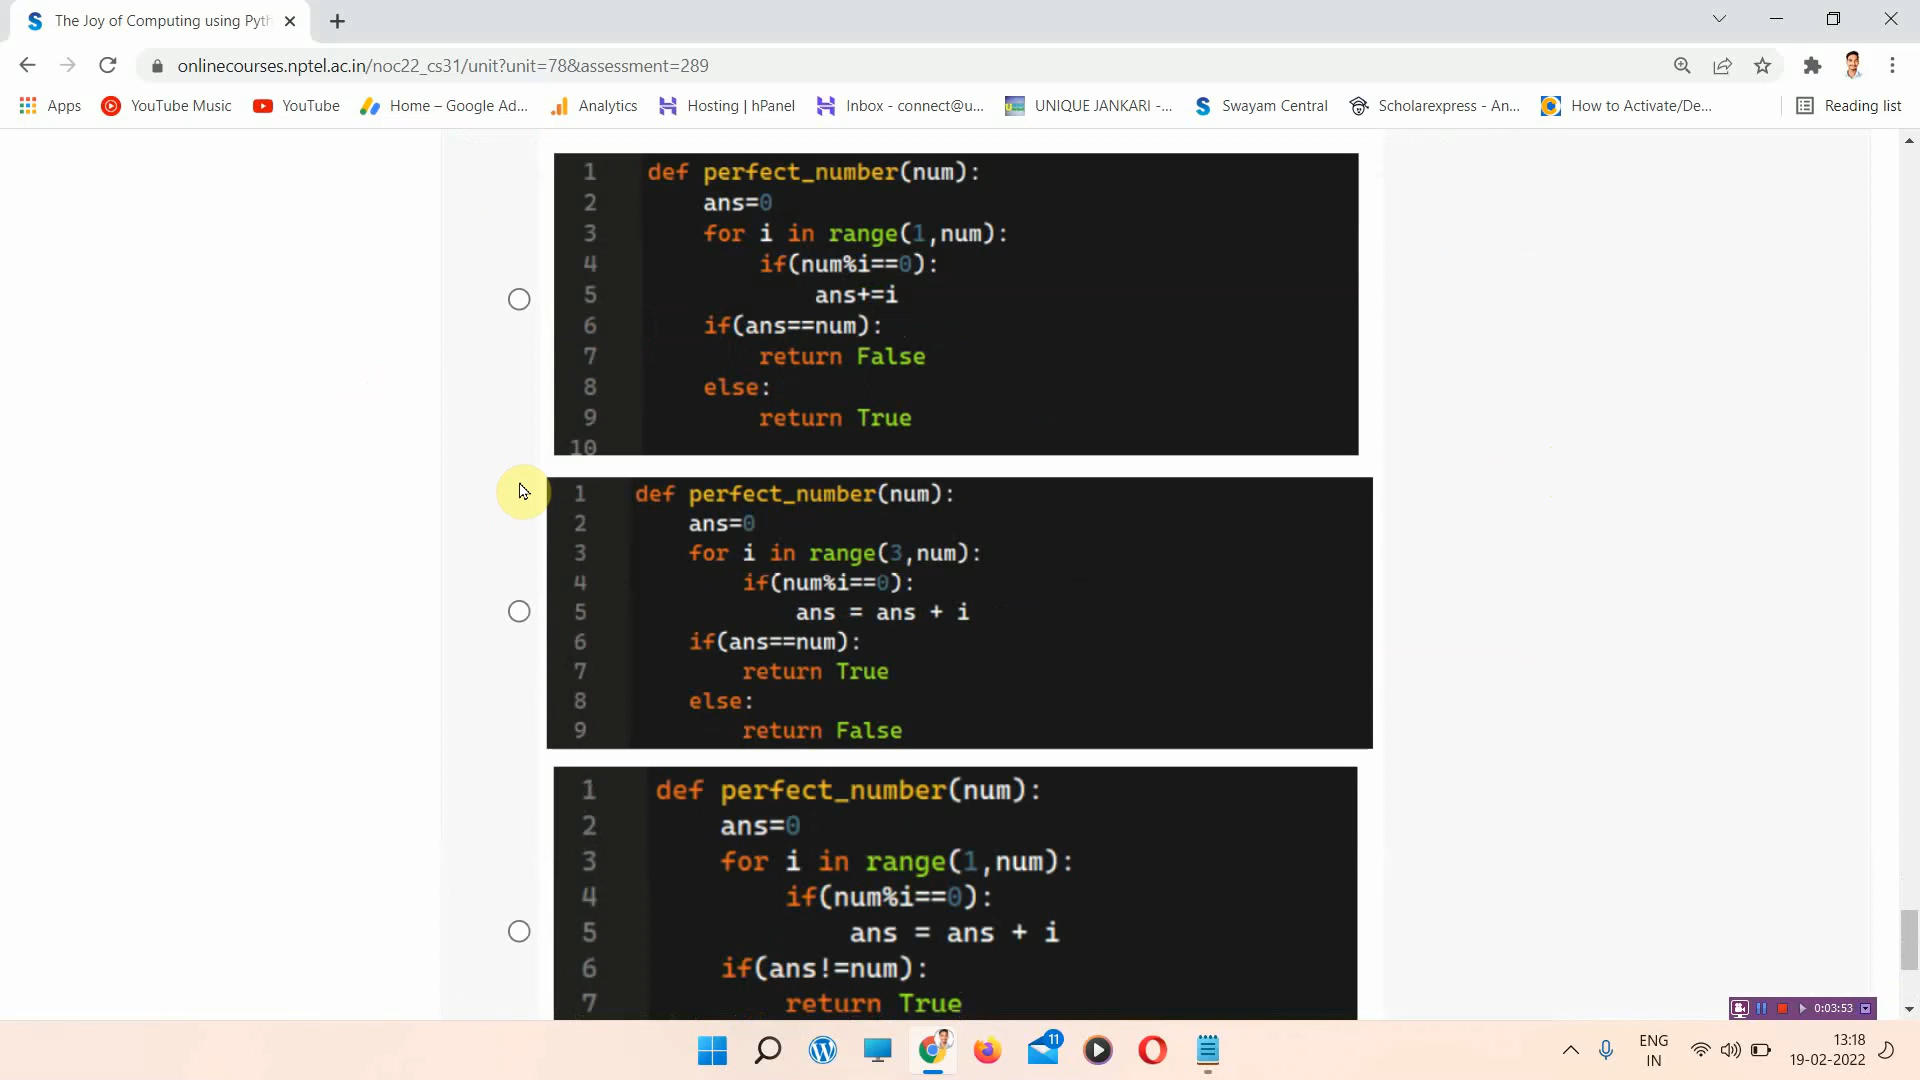 The Joy of Computing using Pyth
onlinecourses.nptel.ac.in/noc22_cs31/unit?unit=78&assessment=289
Apps YouTube Music YouTube Home – Google Ad... Analytics Hosting | hPanel Inbox - connect@u... UNIQUE JANKARI -... Swayam Central Scholarexpress - An... How to Activate/De... Reading list
1 def perfect_number(num):
2 ans=0
3 for i in range(1,num):
4 if(num%i==0):
5 ans+=i
6 if(ans==num):
7 return False
8 else:
9 return True
10
1 def perfect_number(num):
2 ans=0
3 for i in range(3,num):
4 if(num%i==0):
5 ans = ans + i
6 if(ans==num):
7 return True
8 else:
9 return False
1 def perfect_number(num):
2 ans=0
3 for i in range(1,num):
4 if(num%i==0):
5 ans = ans + i
6 if(ans!=num):
7 return True
0:03:53
11
ENG
IN
13:18
19-02-2022